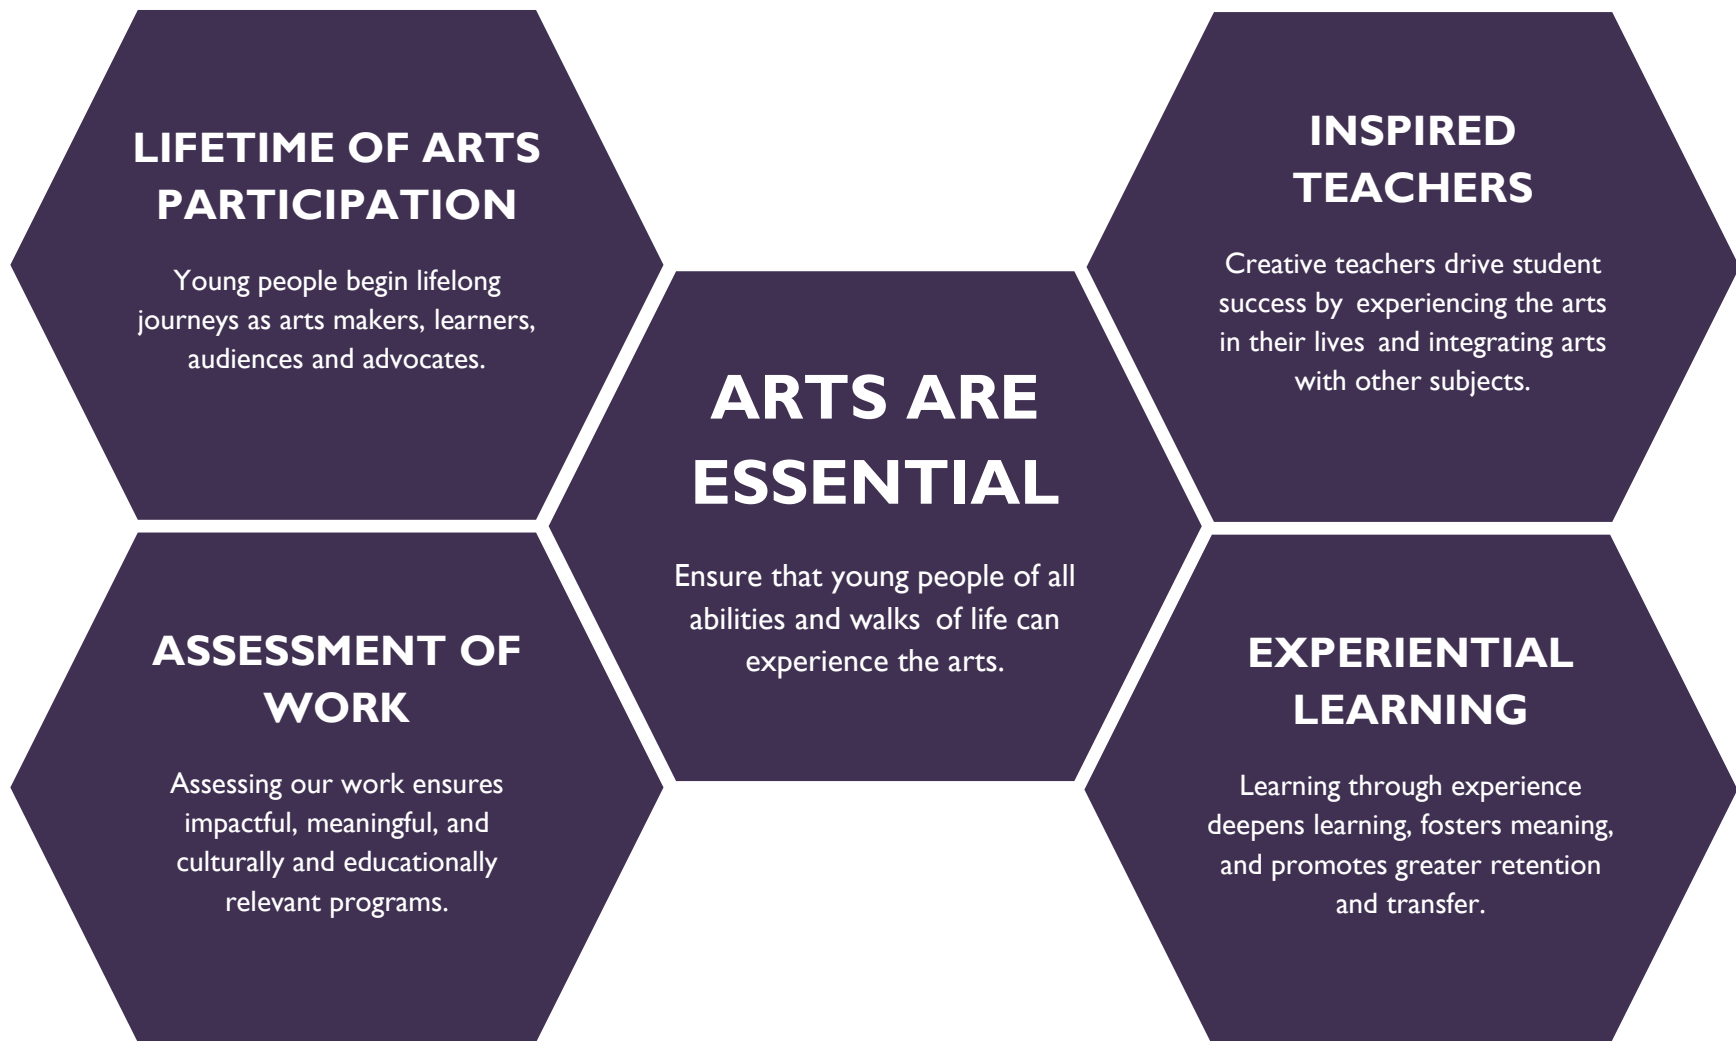 LIFETIME OF ARTS
PARTICIPATION
Young people begin lifelong
journeys as arts makers, learners,
audiences and advocates.
INSPIRED
TEACHERS
Creative teachers drive student
success by experiencing the arts
in their lives and integrating arts
with other subjects.
ARTS ARE
ESSENTIAL
Ensure that young people of all
abilities and walks of life can
experience the arts.
ASSESSMENT OF
WORK
Assessing our work ensures
impactful, meaningful, and
culturally and educationally
relevant programs.
EXPERIENTIAL
LEARNING
Learning through experience
deepens learning, fosters meaning,
and promotes greater retention
and transfer.